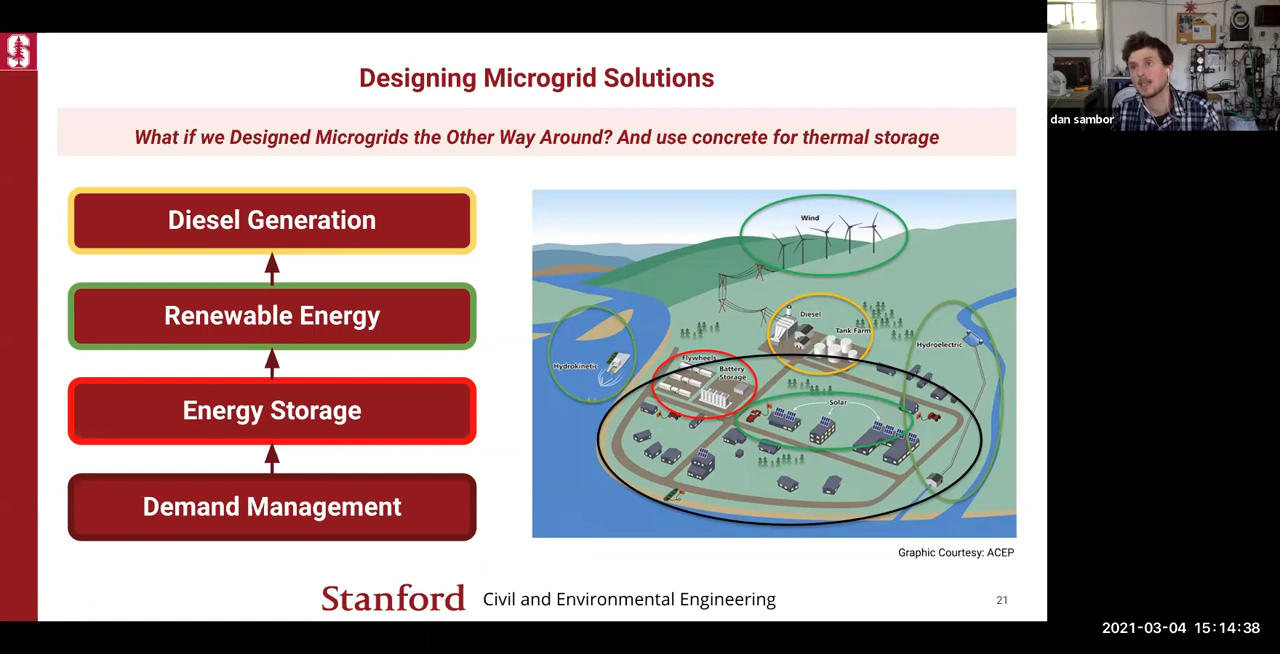 Designing Microgrid Solutions
What if we Designed Microgrids the Other Way Around? And use concrete for thermal storage
Diesel Generation
Renewable Energy
Energy Storage
Demand Management
Wind
Diesel
Tank Farm
Hydroelectric
Hydrokinetic
Flywheels
Battery
Storage
Solar
Graphic Courtesy: ACEP
Stanford Civil and Environmental Engineering
21
dan sambor
2021-03-04 15:14:38